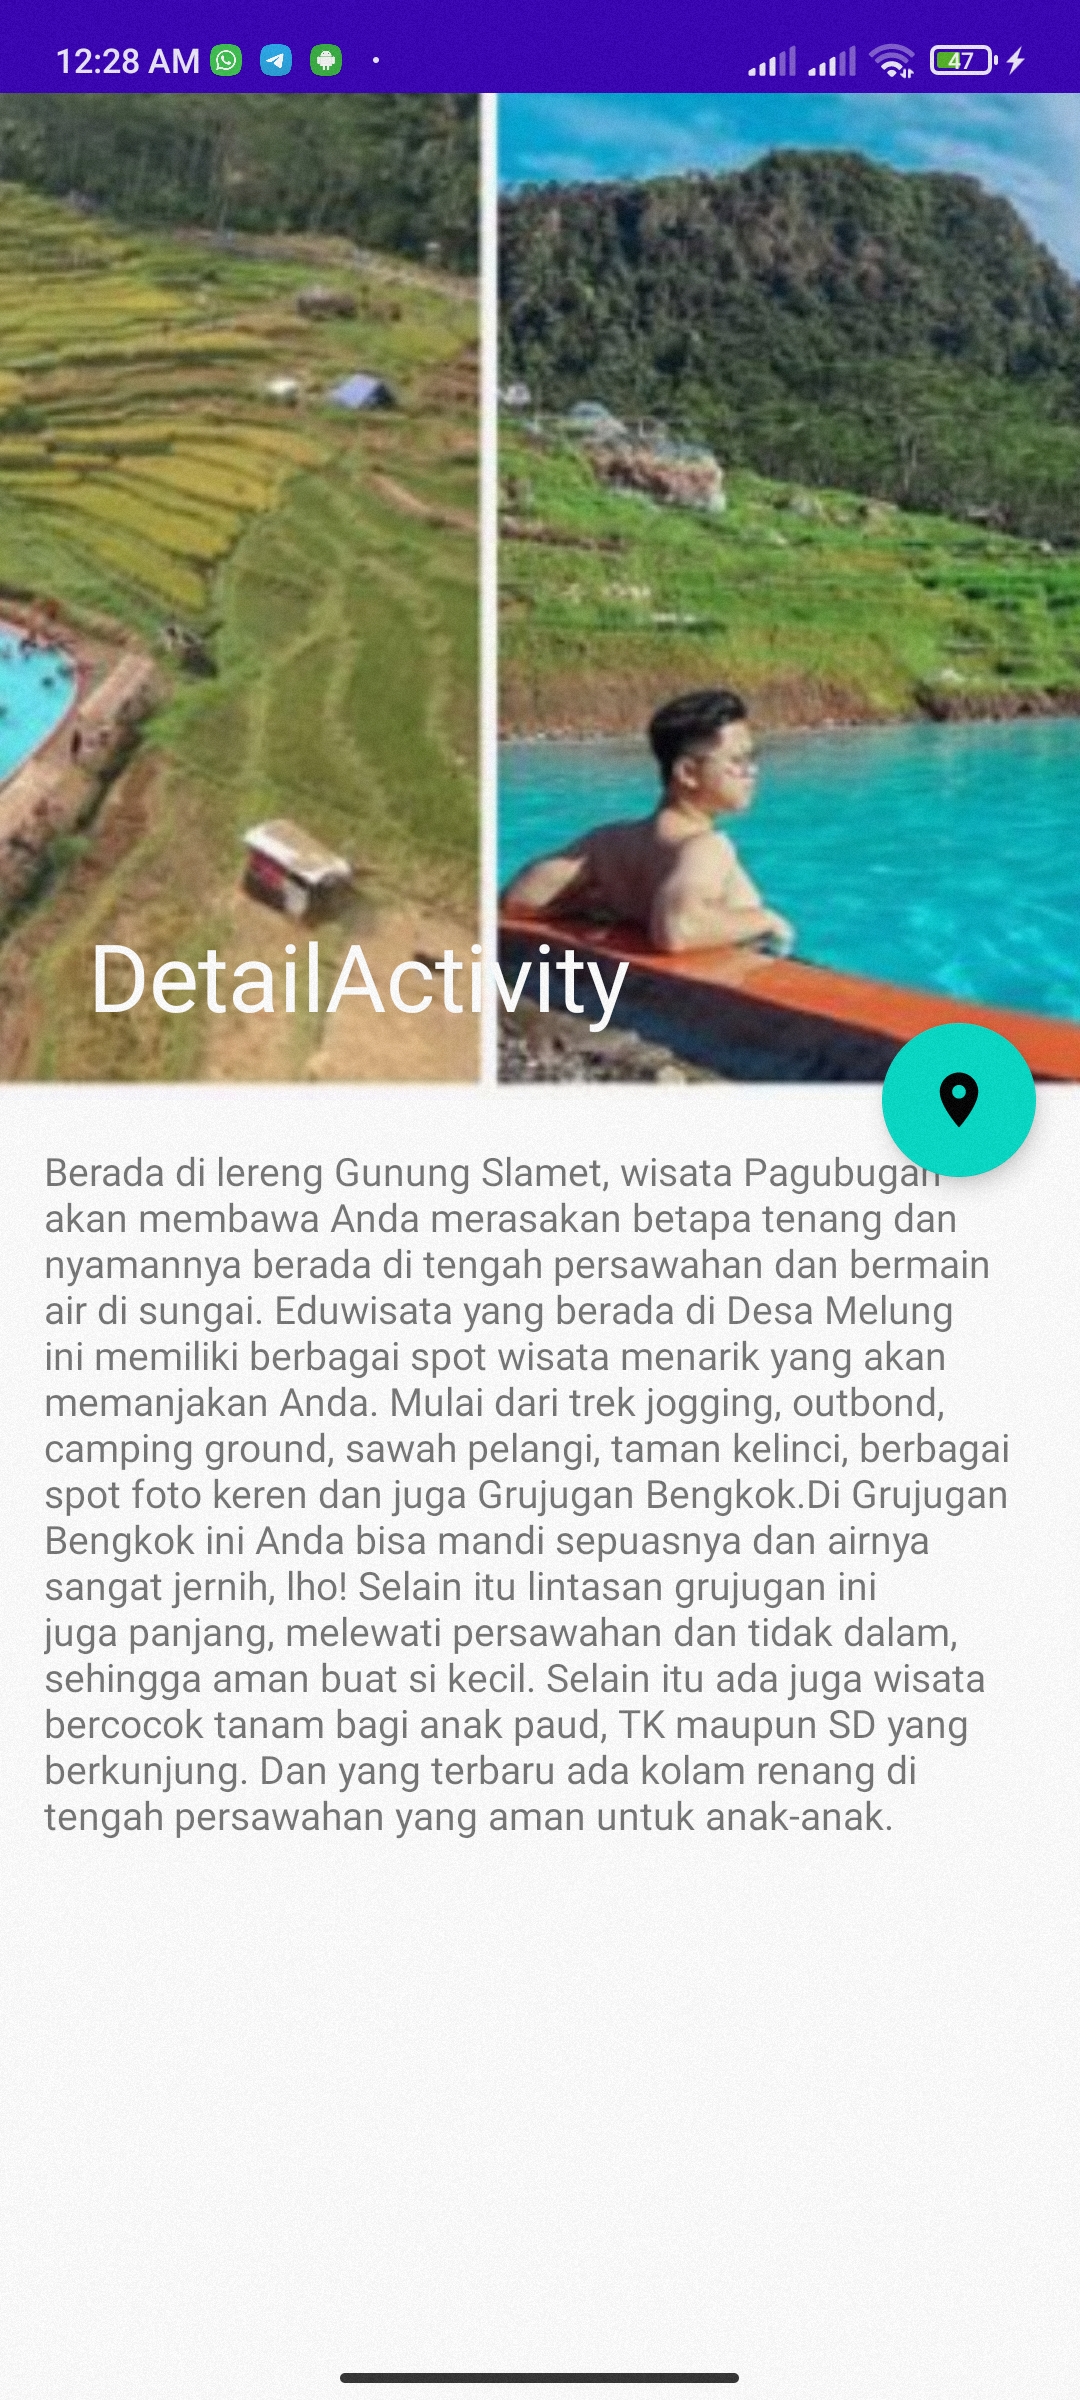 12:28 AM
47
DetailActivity
Berada di lereng Gunung Slamet, wisata Pagubugan
akan membawa Anda merasakan betapa tenang dan
nyamannya berada di tengah persawahan dan bermain
air di sungai. Eduwisata yang berada di Desa Melung
ini memiliki berbagai spot wisata menarik yang akan
memanjakan Anda. Mulai dari trek jogging, outbond,
camping ground, sawah pelangi, taman kelinci, berbagai
spot foto keren dan juga Grujugan Bengkok.Di Grujugan
Bengkok ini Anda bisa mandi sepuasnya dan airnya
sangat jernih, lho! Selain itu lintasan grujugan ini
juga panjang, melewati persawahan dan tidak dalam,
sehingga aman buat si kecil. Selain itu ada juga wisata
bercocok tanam bagi anak paud, TK maupun SD yang
berkunjung. Dan yang terbaru ada kolam renang di
tengah persawahan yang aman untuk anak-anak.